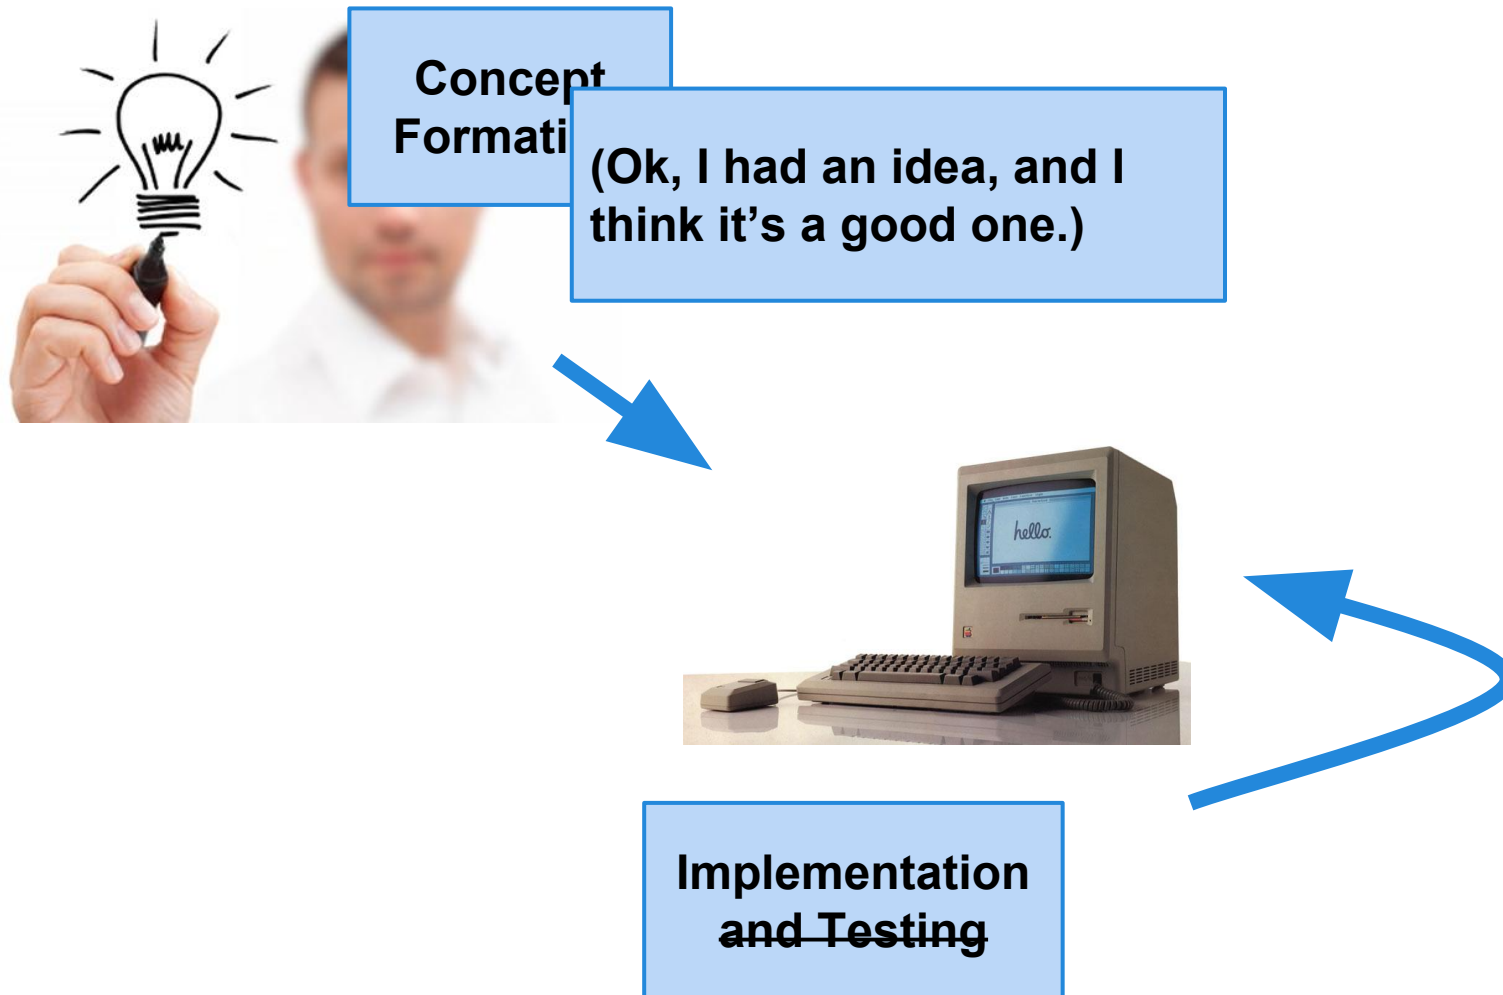 Concept
Formati
(Ok, I had an idea, and I
think it’s a good one.)
hello.
Implementation
and Testing